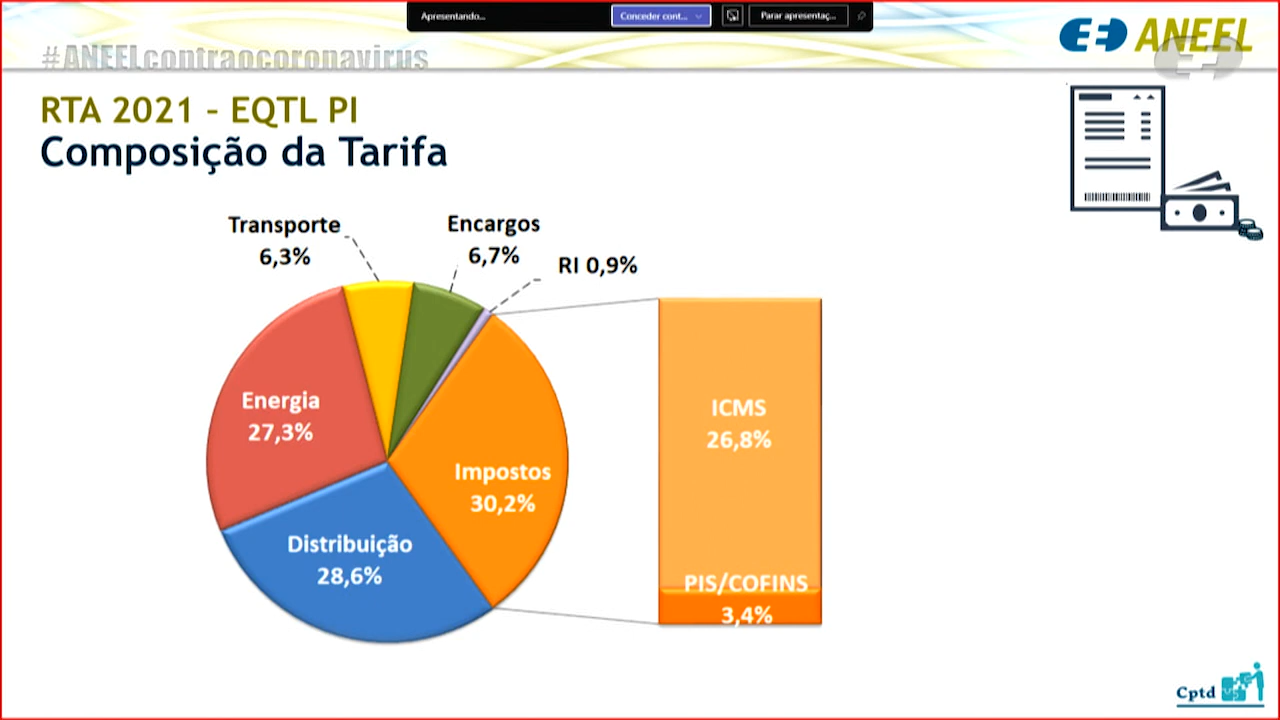 Apresentando...
Conceder cont...
Parar apresentaç...
#ANEELcontraocoronavirus
ANEEL
RTA 2021 – EQTL PI
Composição da Tarifa
Transporte
6,3%
Encargos
6,7%
RI 0,9%
Energia
27,3%
Impostos
30,2%
Distribuição
28,6%
ICMS
26,8%
PIS/COFINS
3,4%
Cptd